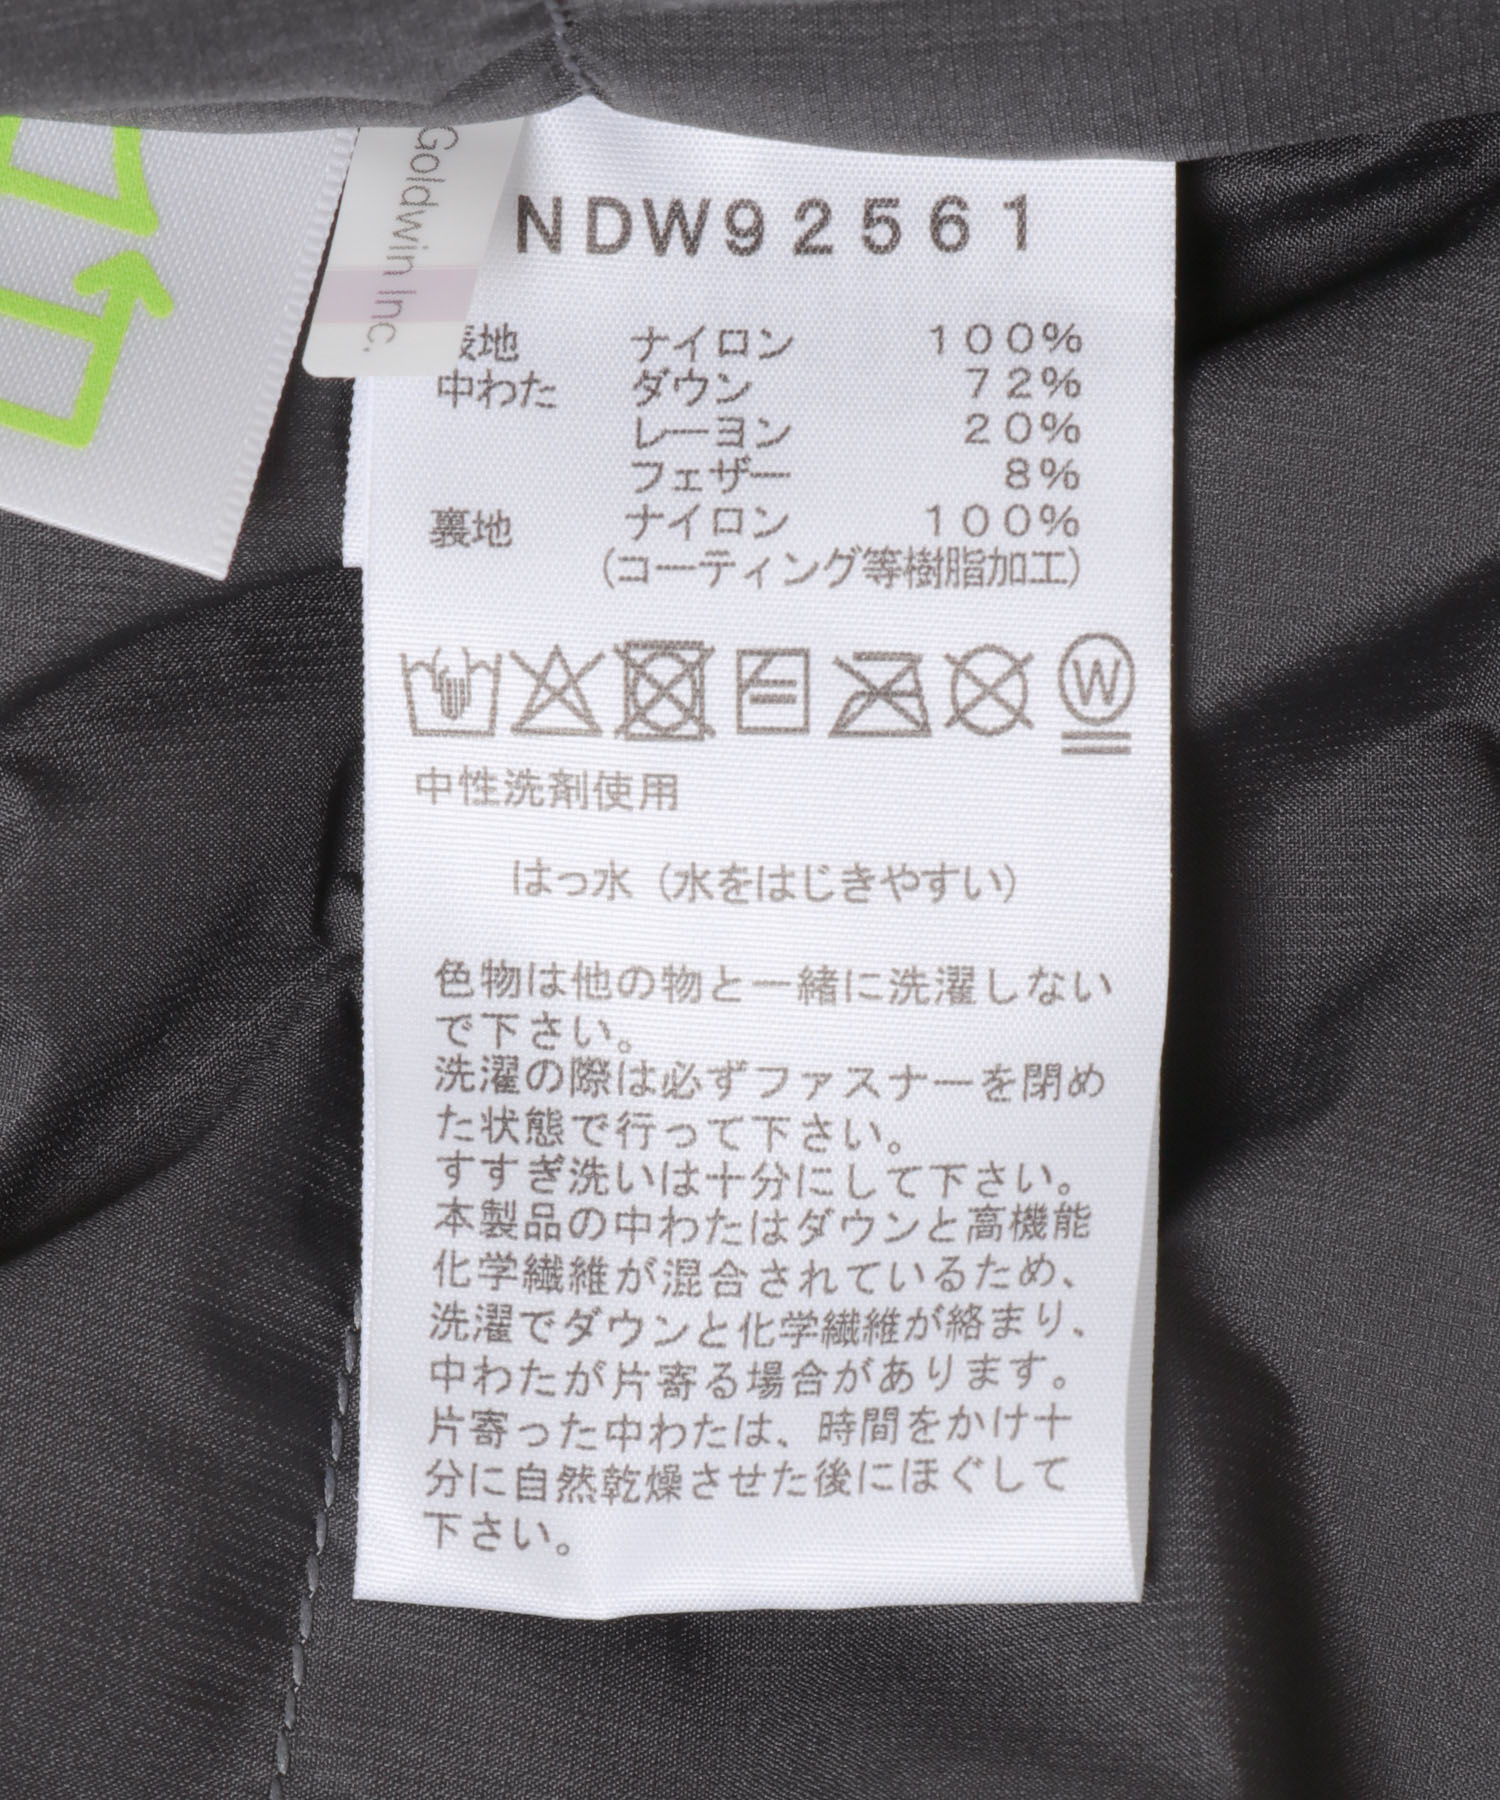 Goldwin Inc.
NDW92561
表地 ナイロン 100%
中わた ダウン 72%
レーヨン 20%
フェザー 8%
裏地 ナイロン 100%
(コーティング等樹脂加工)
W
中性洗剤使用
はっ水(水をはじきやすい)
色物は他の物と一緒に洗濯しない
で下さい。
洗濯の際は必ずファスナーを閉め
た状態で行って下さい。
すすぎ洗いは十分にして下さい。
本製品の中わたはダウンと高機能
化学繊維が混合されているため、
洗濯でダウンと化学繊維が絡まり、
中わたが片寄る場合があります。
片寄った中わたは、時間をかけ十
分に自然乾燥させた後にほぐして
下さい。